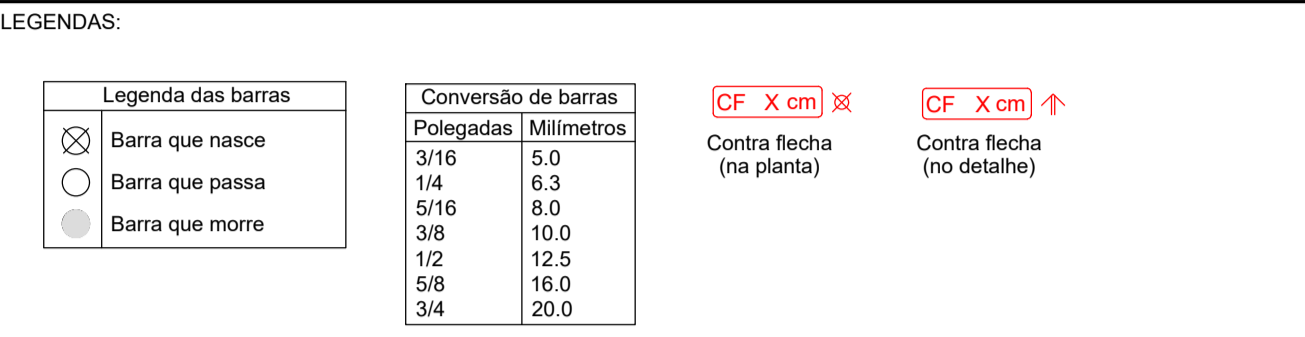 LEGENDAS:
Legenda das barras
Barra que nasce
Barra que passa
Barra que morre
Conversão de barras
Polegadas Milímetros
3/16 5.0
1/4 6.3
5/16 8.0
3/8 10.0
1/2 12.5
5/8 16.0
3/4 20.0
CF X cm
Contra flecha
(na planta)
CF X cm
Contra flecha
(no detalhe)